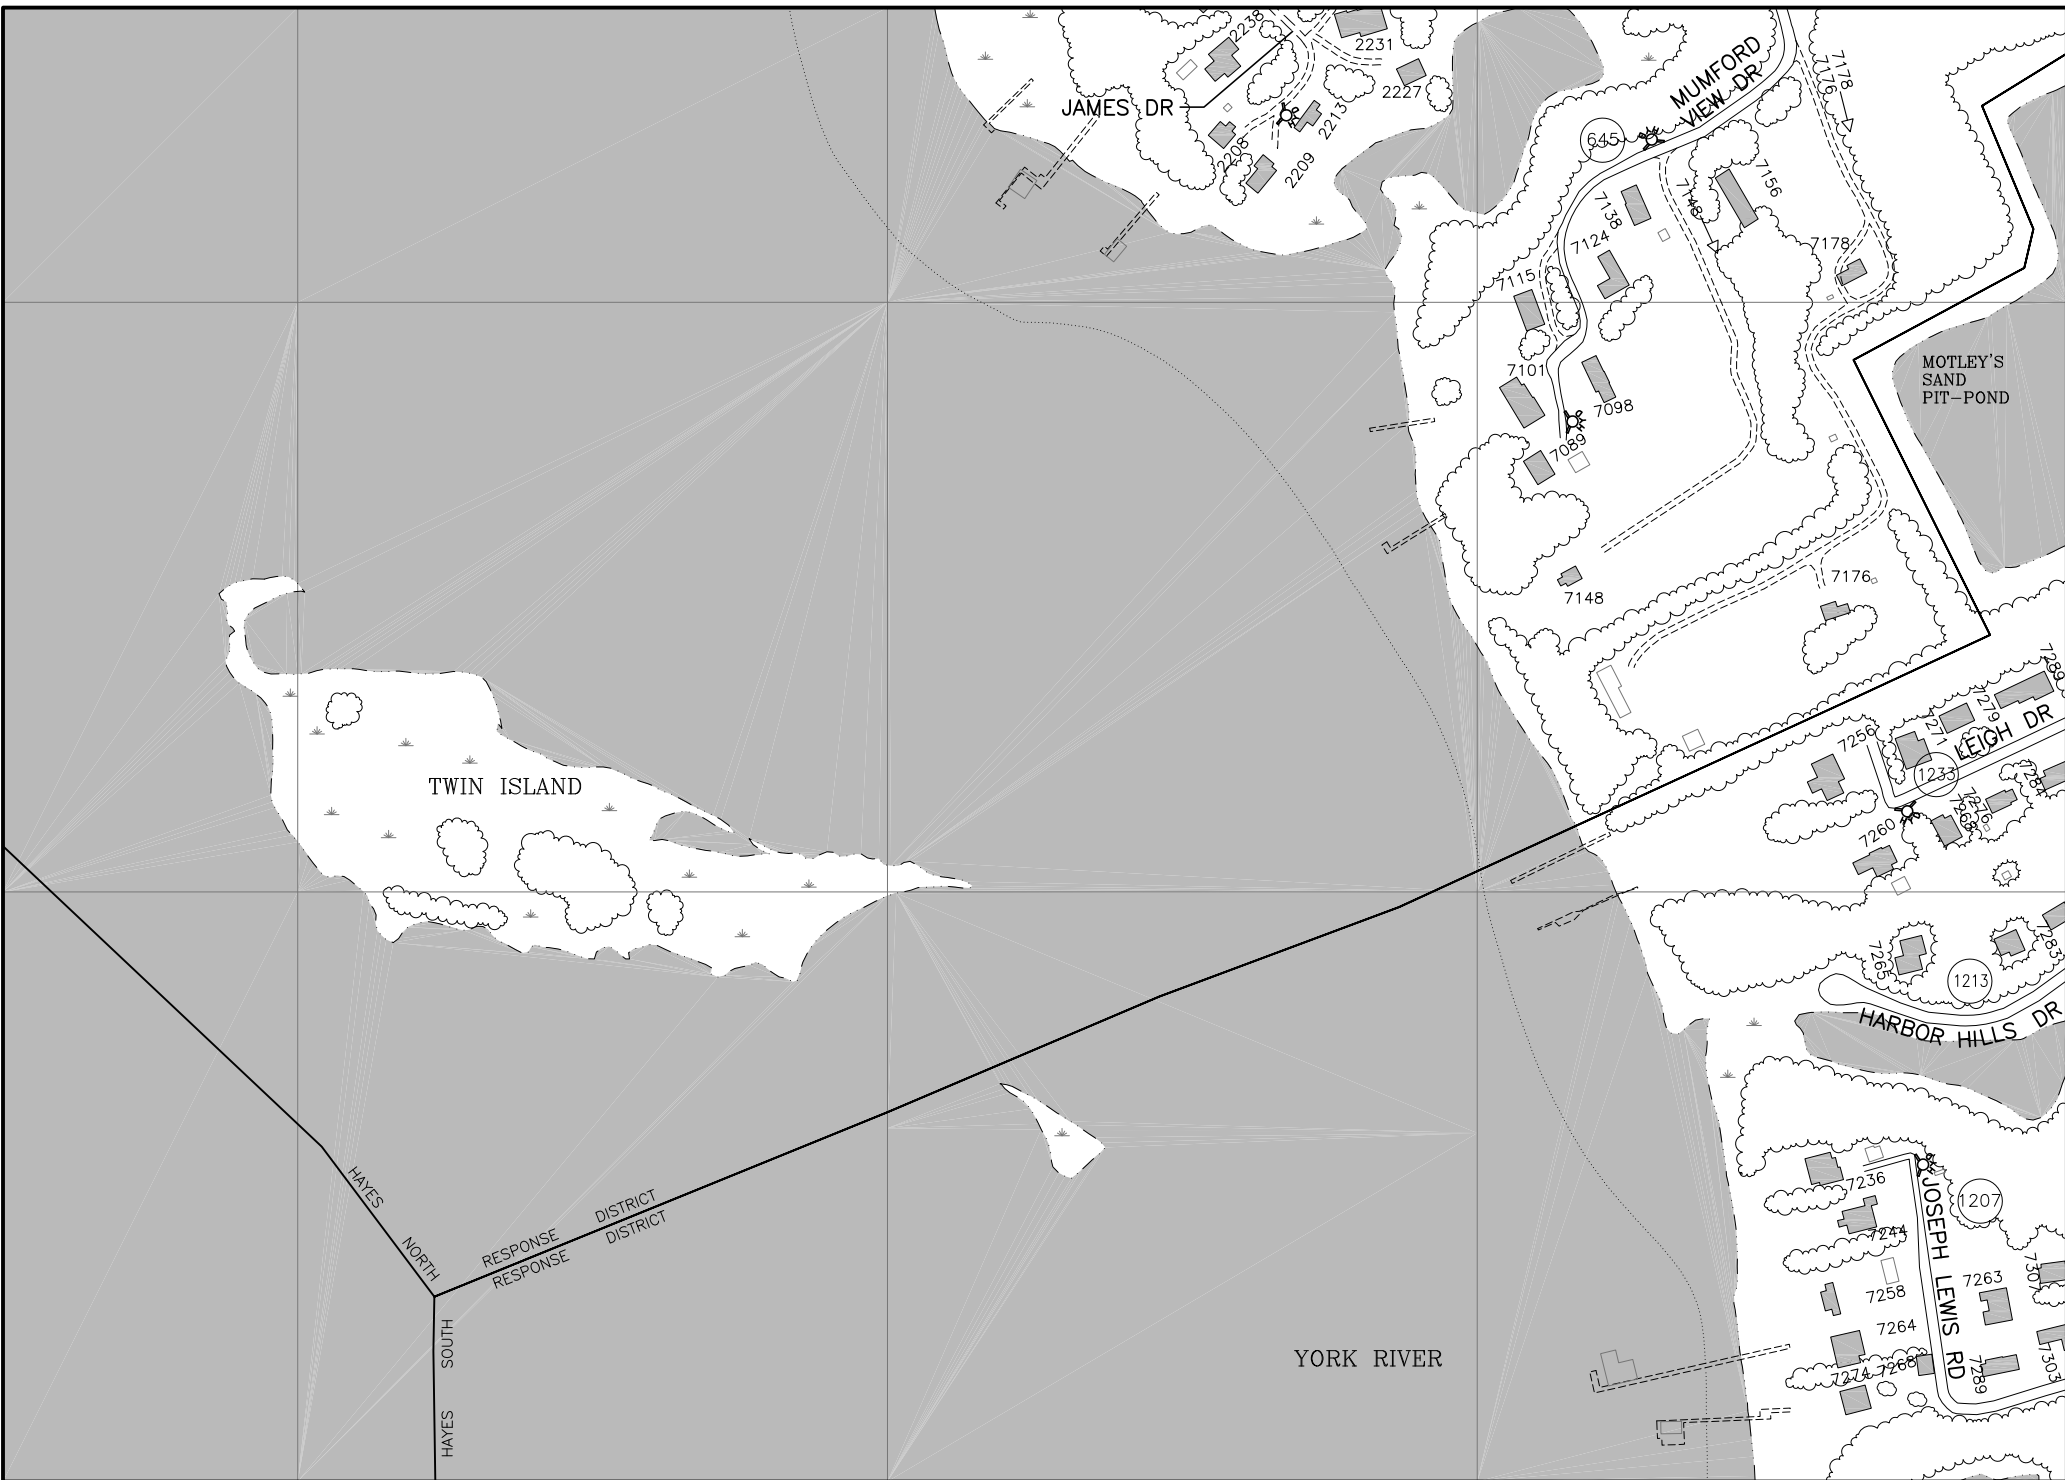 2238
2231
JAMES DR
2227
2213
2208
2209
MUMFORD
VIEW DR
7178
7176
645
7156
7148
7138
7124
7178
7115
MOTLEY'S
SAND
PIT-POND
7101
7098
7089
7176
7148
7289
7279
7271
LEIGH DR
7256
1233
7284
7276
7268
7260
TWIN ISLAND
7265
7283
1213
HARBOR HILLS DR
HAYES NORTH
RESPONSE DISTRICT
RESPONSE DISTRICT
HAYES SOUTH
7236
1207
7244
JOSEPH LEWIS RD
7307
7263
7258
7264
7274
7268
7289
7303
YORK RIVER